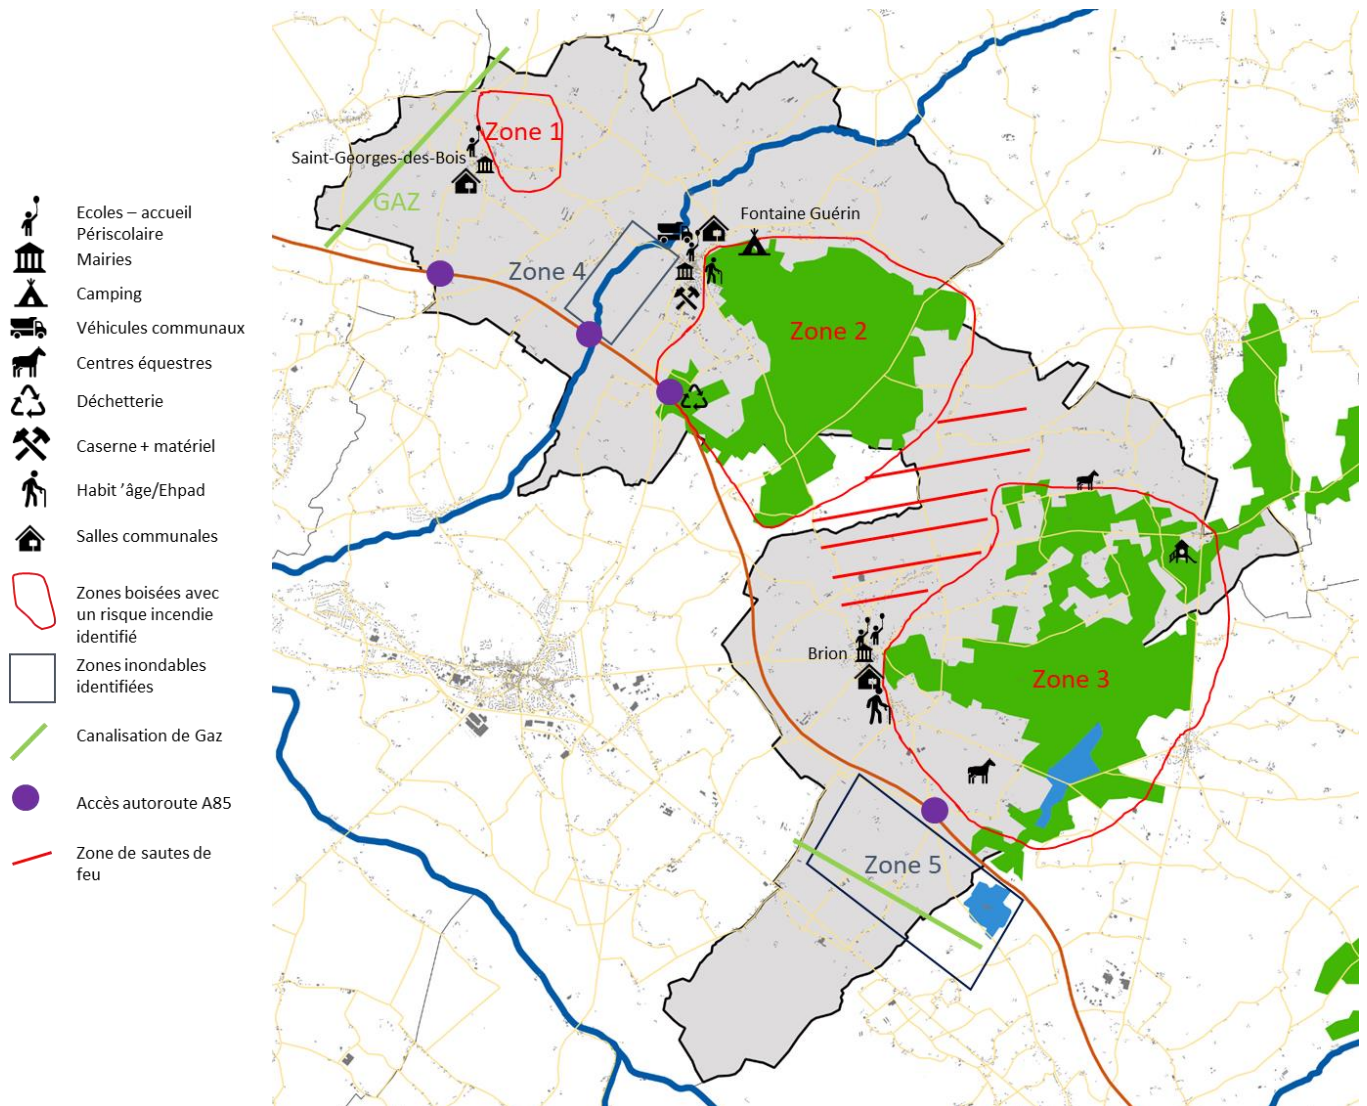 Ecoles – accueil
Périscolaire
Mairies
Camping
Véhicules communaux
Centres équestres
Déchetterie
Caserne + matériel
Habit ’âge/Ehpad
Salles communales
Zones boisées avec
un risque incendie
identifié
Zones inondables
identifiées
Canalisation de Gaz
Accès autoroute A85
Zone de sautes de
feu
Zone 1
Saint-Georges-des-Bois
GAZ
Fontaine Guérin
Zone 4
Zone 2
Brion
Zone 3
Zone 5